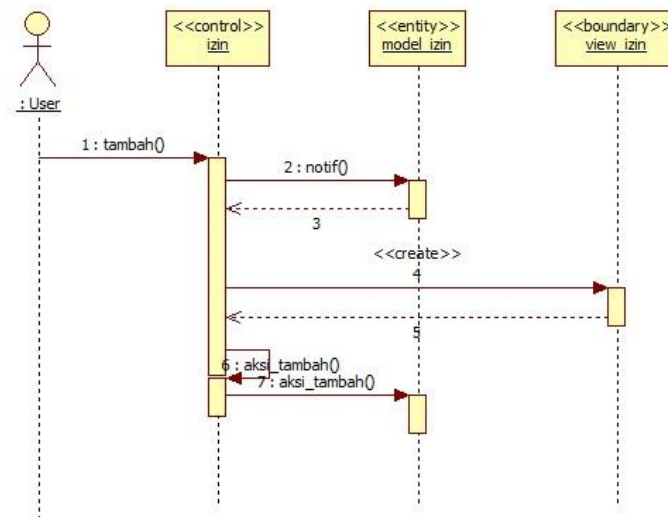 <<control>>
izin
<<entity>>
model_izin
<<boundary>>
view_izin
: User
1 : tambah()
2 : notif()
3
<<create>>
4
5
6 : aksi_tambah()
7 : aksi_tambah()